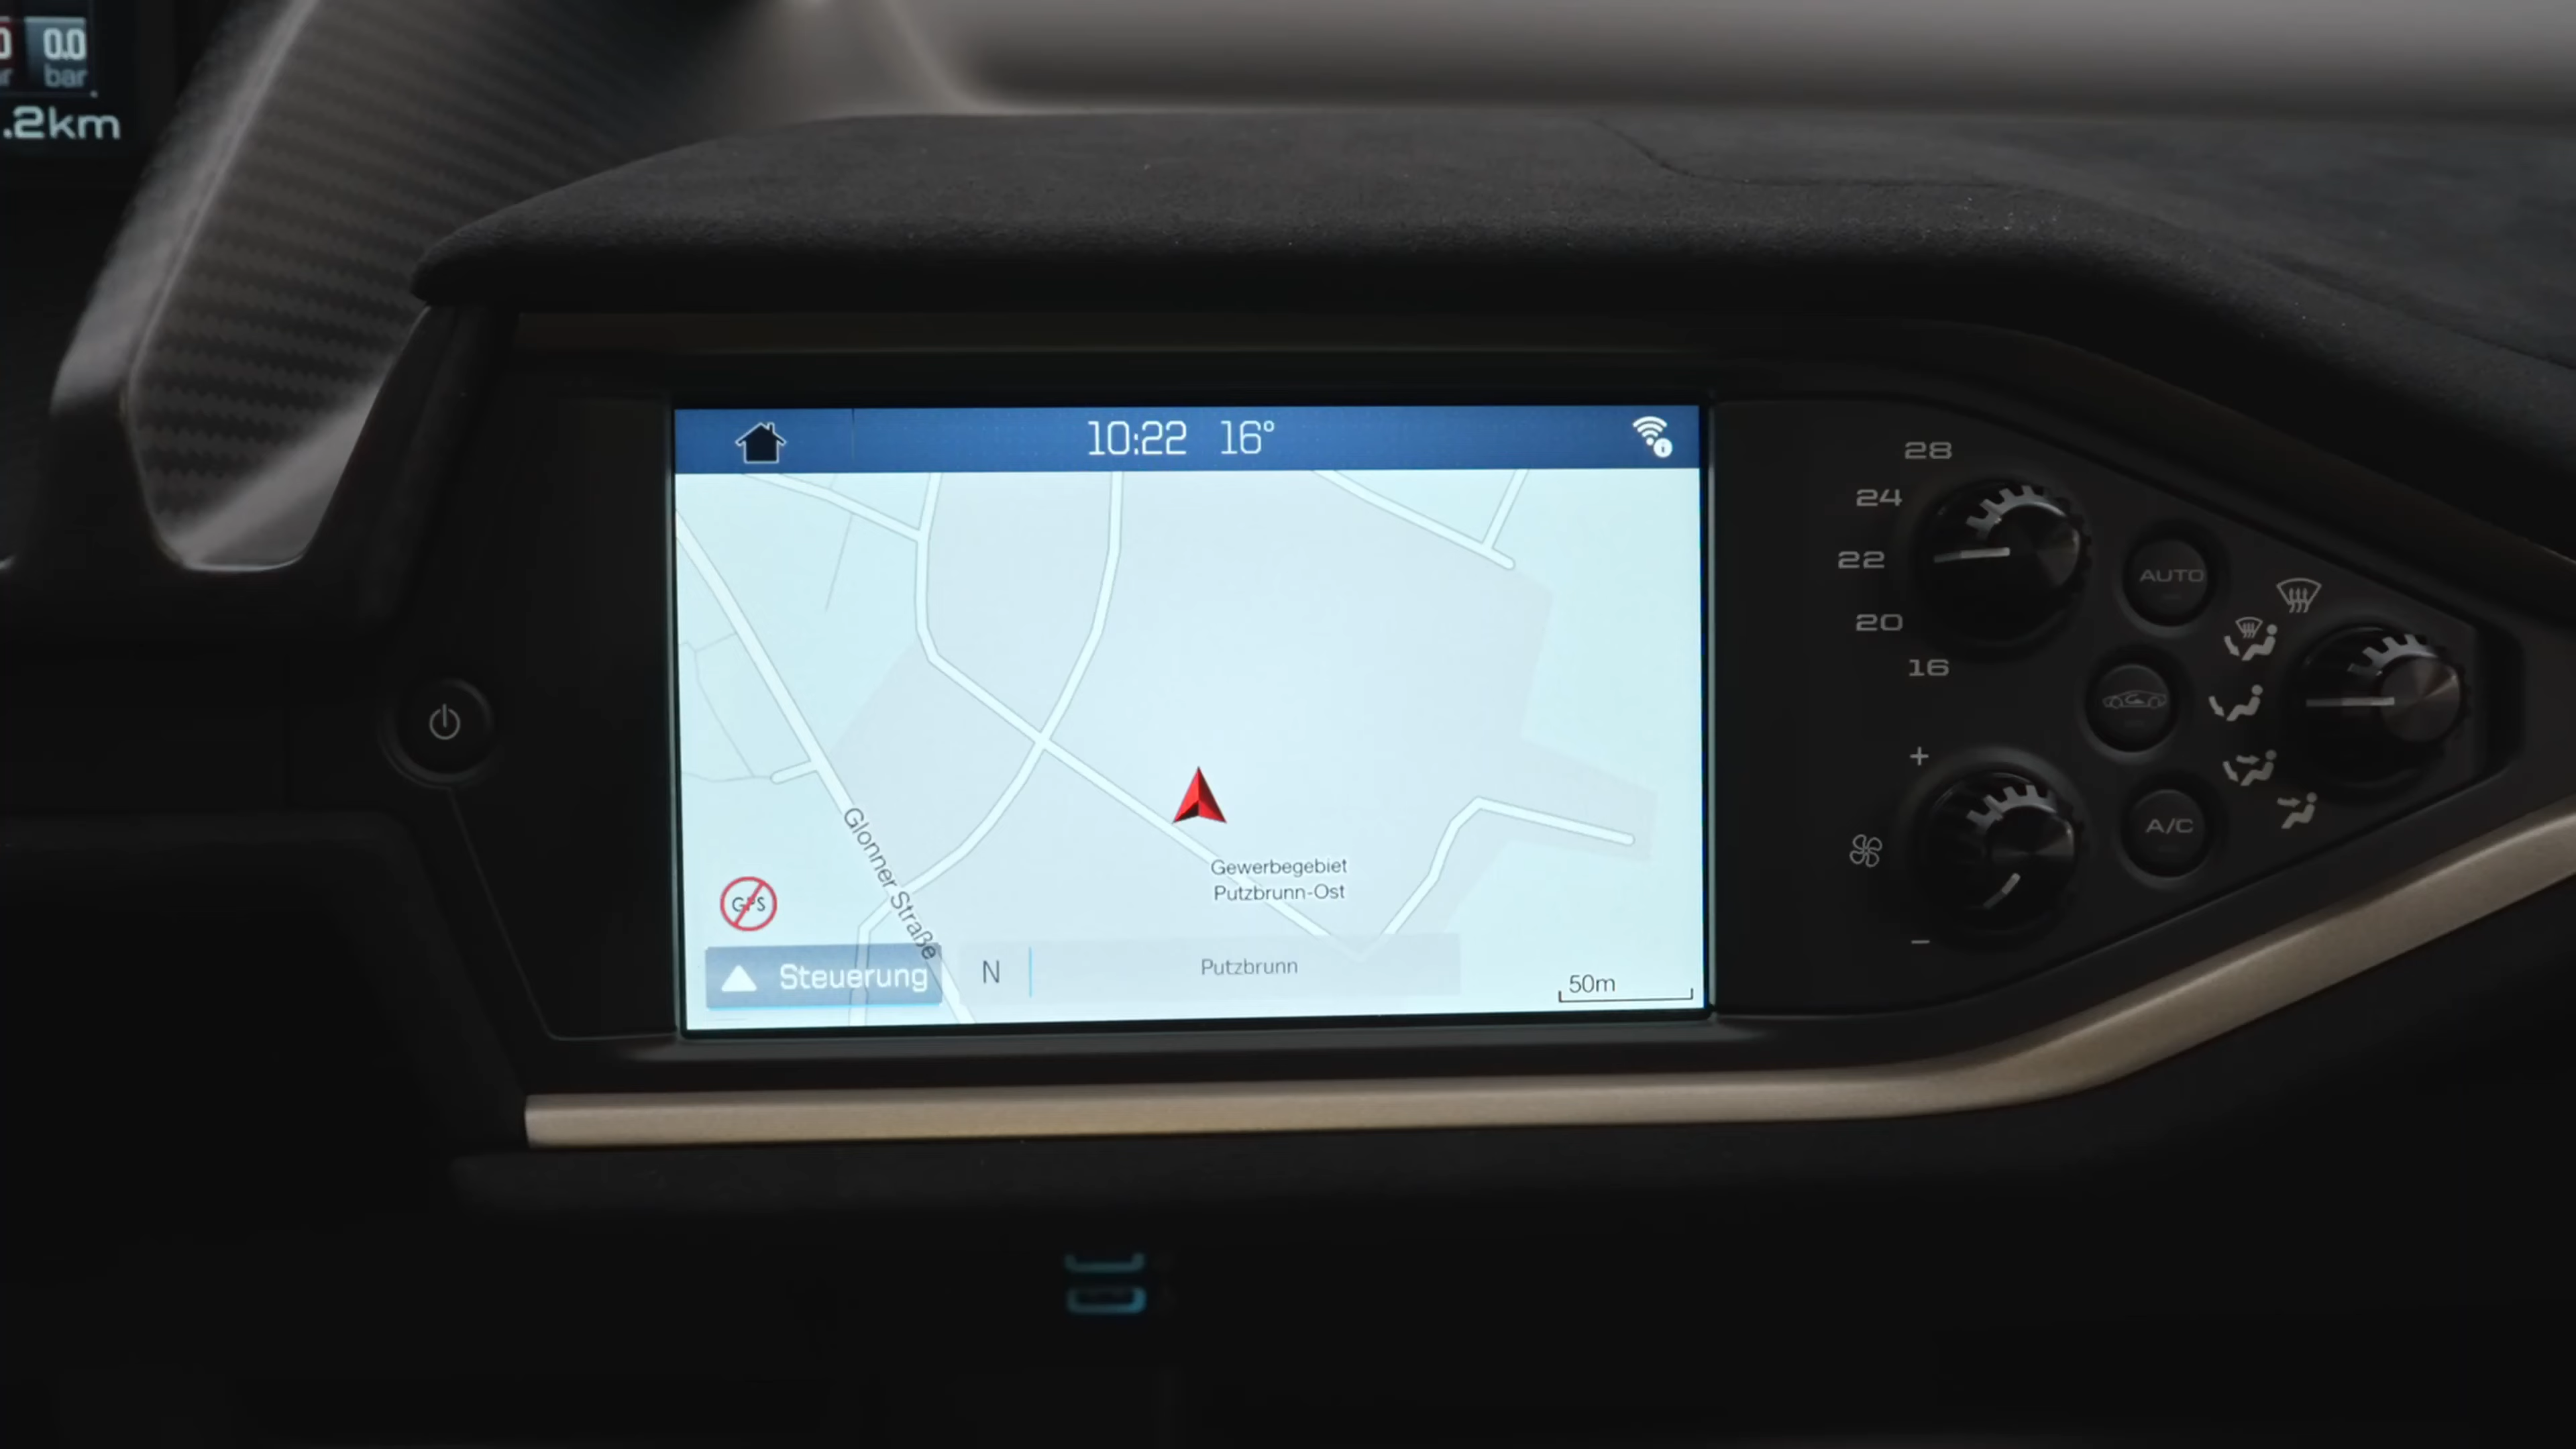 0.0
bar
.2km
10:22 16°
28
24
22
20
16
AUTO
A/C
+
−
Glonner Straße
Gewerbegebiet
Putzbrunn-Ost
GPS
Steuerung
N
Putzbrunn
50m